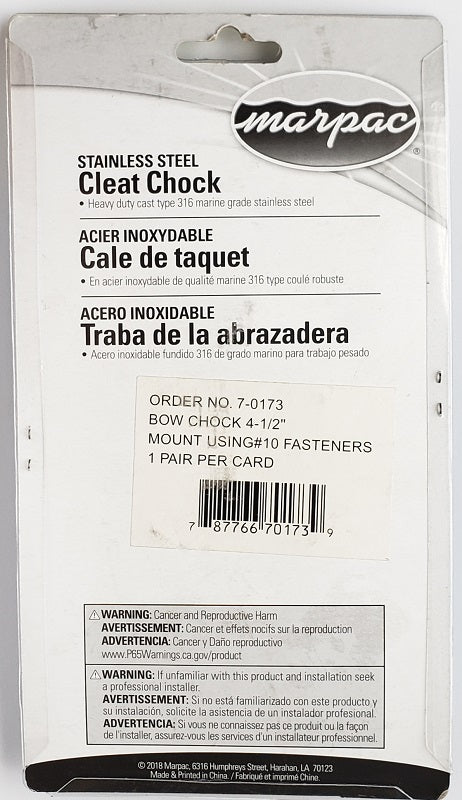 marpac
®
STAINLESS STEEL
Cleat Chock
• Heavy duty cast type 316 marine grade stainless steel
ACIER INOXYDABLE
Cale de taquet
• En acier inoxydable de qualité marine 316 type coulé robuste
ACERO INOXIDABLE
Traba de la abrazadera
• Acero inoxidable fundido 316 de grado marino para trabajo pesado
ORDER NO. 7-0173
BOW CHOCK 4-1/2"
MOUNT USING#10 FASTENERS
1 PAIR PER CARD
7 87766 70173 9
⚠WARNING: Cancer and Reproductive Harm
AVERTISSEMENT: Cancer et effets nocifs sur la reproduction
ADVERTENCIA: Cancer y Daño reproductivo
www.P65Warnings.ca.gov/product
⚠WARNING: If unfamiliar with this product and installation seek
a professional installer.
AVERTISSEMENT: Si no está familiarizado con este producto y
su instalación, solicite la asistencia de un instalador profesional.
ADVERTENCIA: Si vous ne connaissez pas ce produit ou la façon
de l'installer, assurez-vous les services d'un installateur professionnel.
© 2018 Marpac, 6316 Humphreys Street, Harahan, LA 70123
Made & Printed in China. / Fabriqué et imprimé Chine.